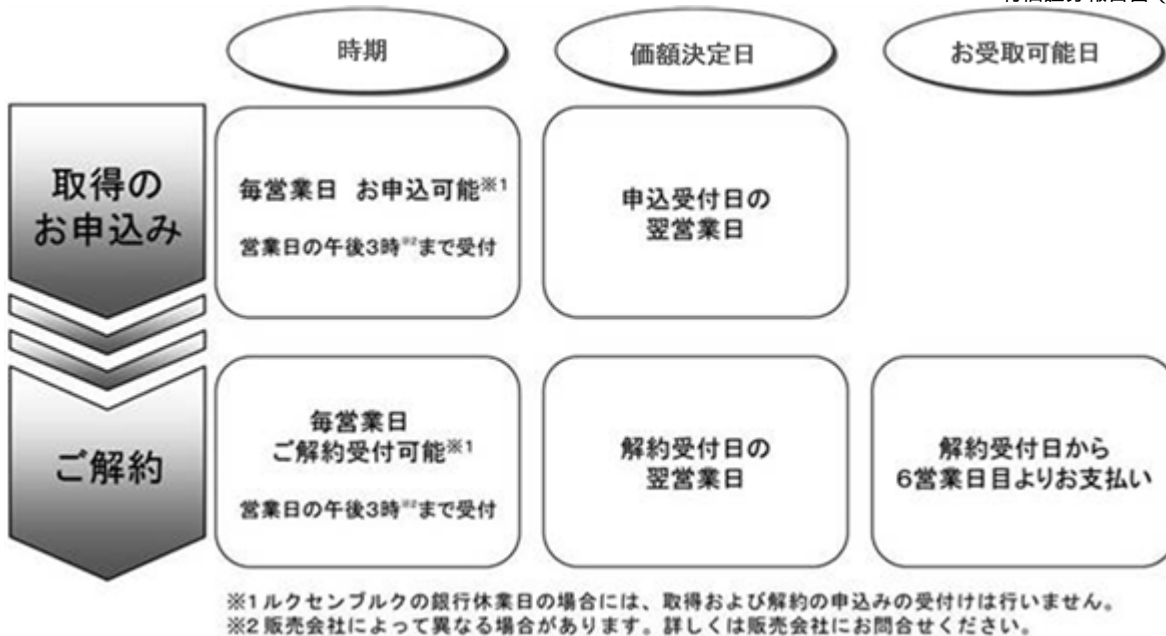 時期
価額決定日
お受取可能日
取得の
お申込み
毎営業日 お申込可能※1
営業日の午後3時※2まで受付
申込受付日の
翌営業日
ご解約
毎営業日
ご解約受付可能※1
営業日の午後3時※2まで受付
解約受付日の
翌営業日
解約受付日から
6営業日目よりお支払い
※1 ルクセンブルクの銀行休業日の場合には、取得および解約の申込みの受付けは行いません。
※2 販売会社によって異なる場合があります。詳しくは販売会社にお問合せください。